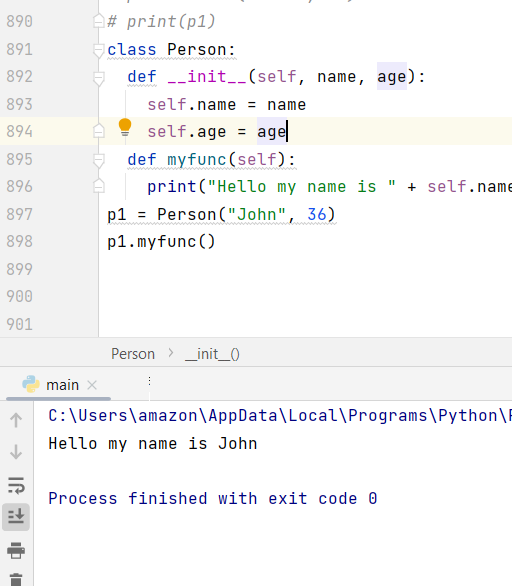 890 # print(p1)
891 class Person:
892 def __init__(self, name, age):
893 self.name = name
894 self.age = age
895 def myfunc(self):
896 print("Hello my name is " + self.name
897 p1 = Person("John", 36)
898 p1.myfunc()
899
900
901
Person > __init__()
main ×
C:\Users\amazon\AppData\Local\Programs\Python\
Hello my name is John
Process finished with exit code 0